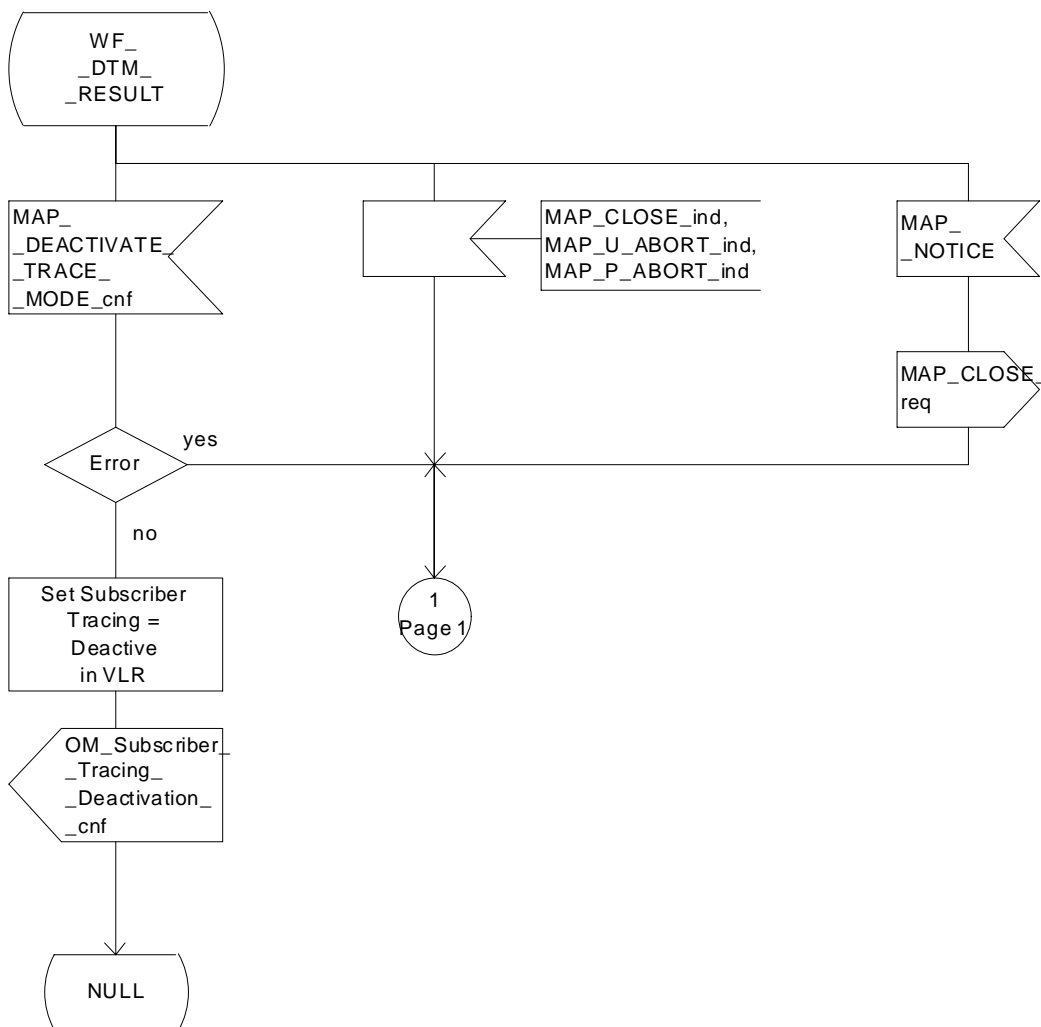 WF_
_DTM_
_RESULT
MAP_
_DEACTIVATE_
_TRACE_
_MODE_cnf
MAP_CLOSE_ind,
MAP_U_ABORT_ind,
MAP_P_ABORT_ind
MAP_
_NOTICE
MAP_CLOSE_
req
Error
yes
no
Set Subscriber
Tracing =
Deactive
in VLR
1
Page 1
OM_Subscriber_
_Tracing_
_Deactivation_
_cnf
NULL